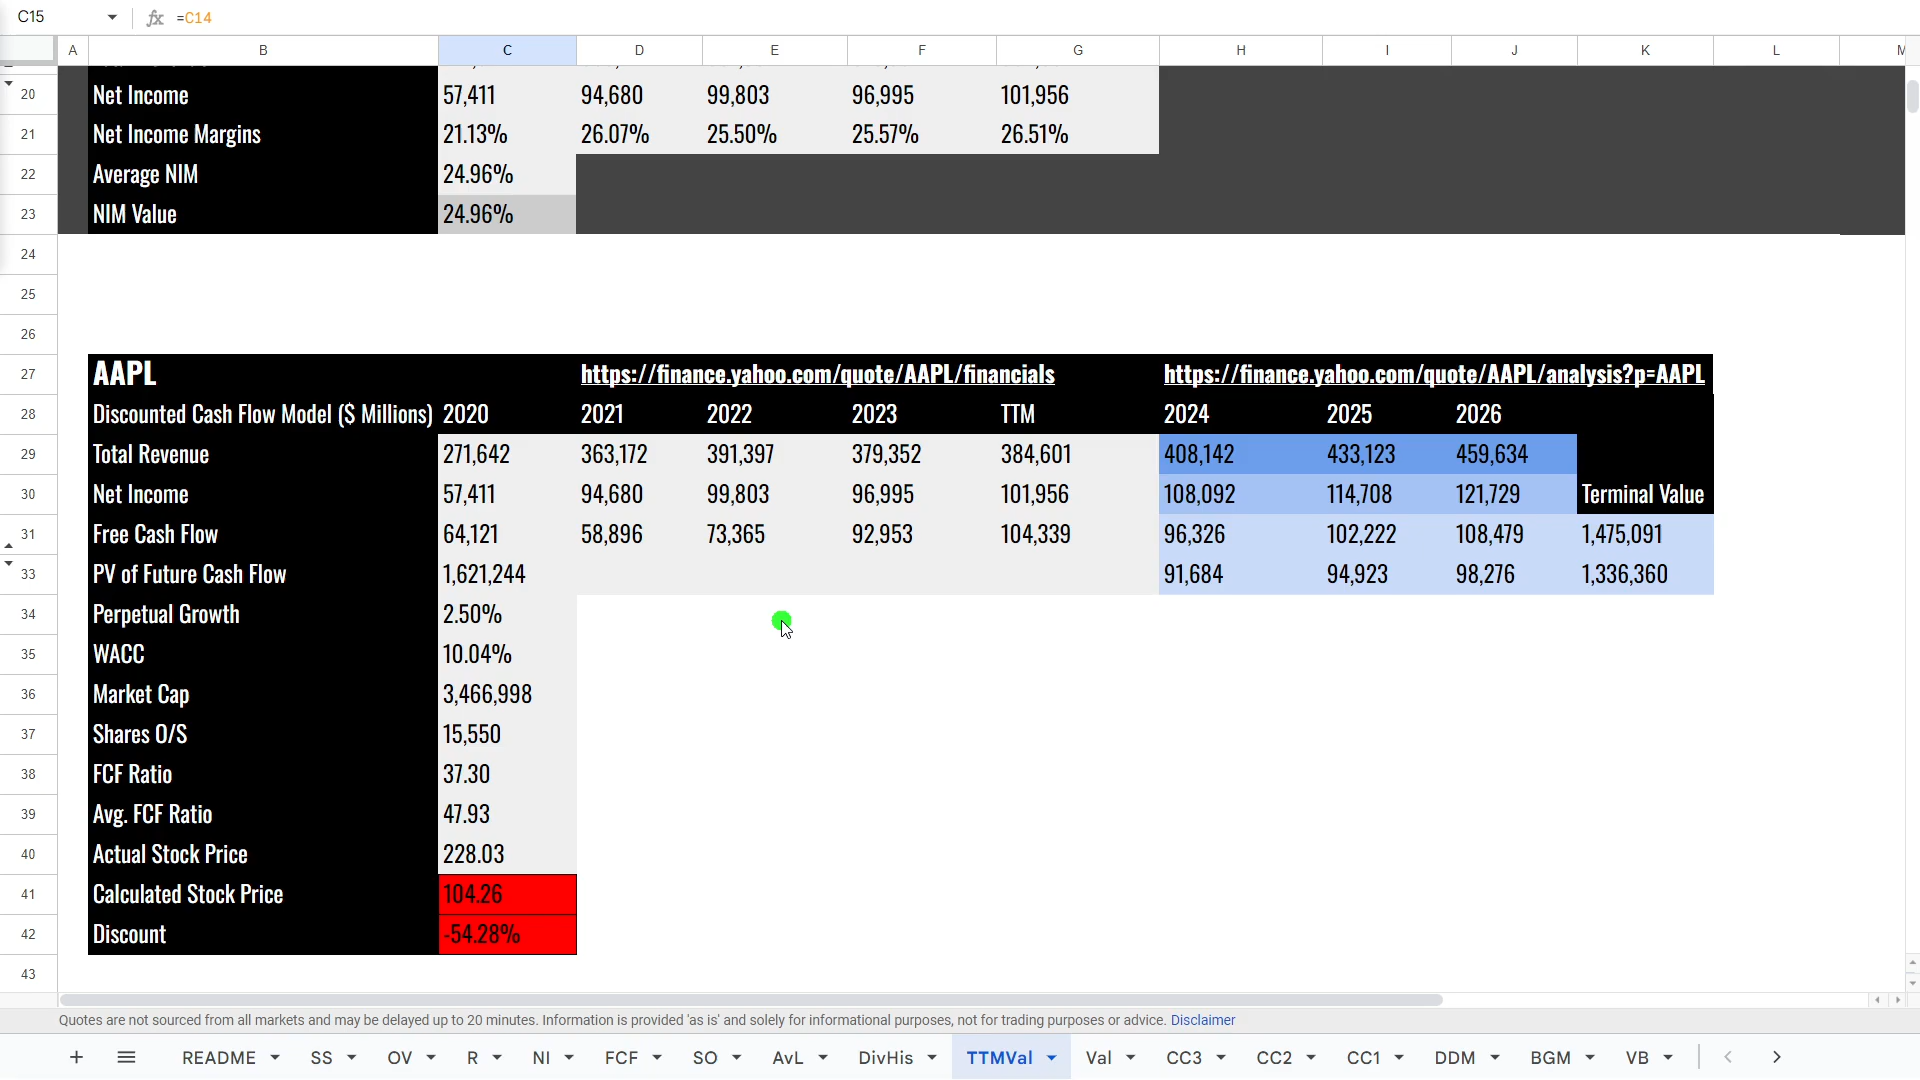 C15 =C14
A B C D E F G H I J K L M
20 Net Income 57,411 94,680 99,803 96,995 101,956
21 Net Income Margins 21.13% 26.07% 25.50% 25.57% 26.51%
22 Average NIM 24.96%
23 NIM Value 24.96%
24
25
26
27 AAPL https://finance.yahoo.com/quote/AAPL/financials https://finance.yahoo.com/quote/AAPL/analysis?p=AAPL
28 Discounted Cash Flow Model ($ Millions) 2020 2021 2022 2023 TTM 2024 2025 2026
29 Total Revenue 271,642 363,172 391,397 379,352 384,601 408,142 433,123 459,634
30 Net Income 57,411 94,680 99,803 96,995 101,956 108,092 114,708 121,729 Terminal Value
31 Free Cash Flow 64,121 58,896 73,365 92,953 104,339 96,326 102,222 108,479 1,475,091
33 PV of Future Cash Flow 1,621,244 91,684 94,923 98,276 1,336,360
34 Perpetual Growth 2.50%
35 WACC 10.04%
36 Market Cap 3,466,998
37 Shares O/S 15,550
38 FCF Ratio 37.30
39 Avg. FCF Ratio 47.93
40 Actual Stock Price 228.03
41 Calculated Stock Price 104.26
42 Discount -54.28%
43
Quotes are not sourced from all markets and may be delayed up to 20 minutes. Information is provided 'as is' and solely for informational purposes, not for trading purposes or advice. Disclaimer
README SS OV R NI FCF SO AvL DivHis TTMVal Val CC3 CC2 CC1 DDM BGM VB